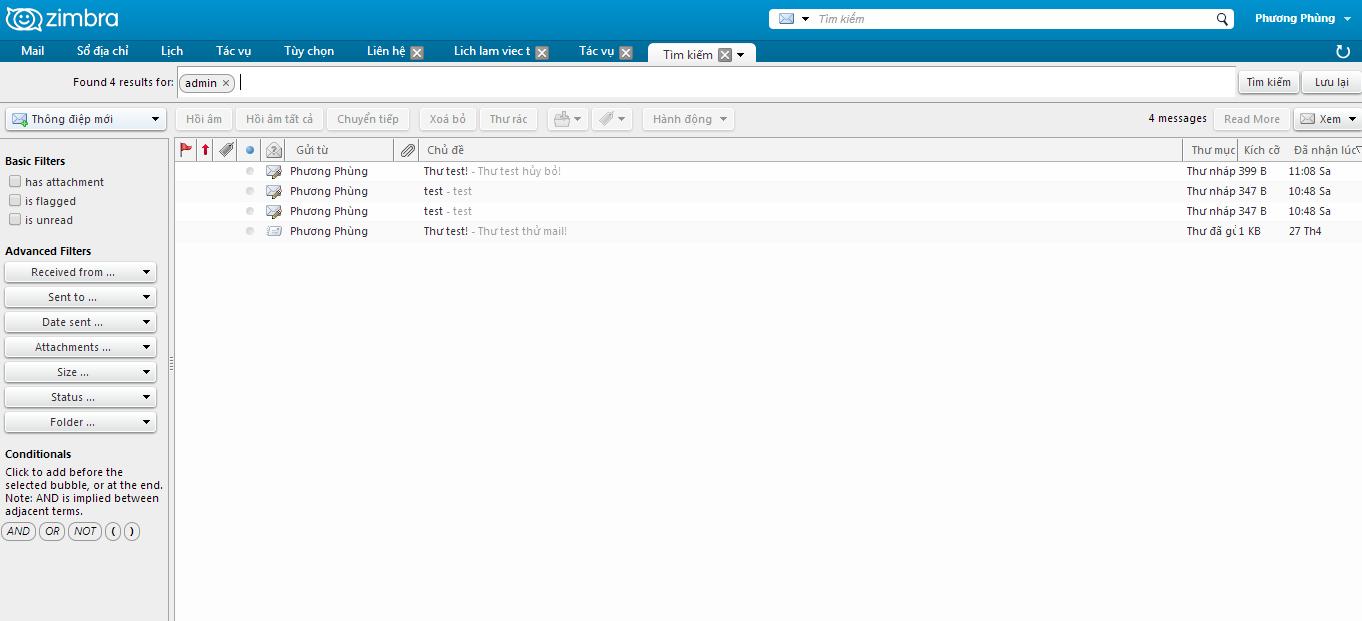 zimbra Tìm kiếm Phương Phùng
Mail Sổ địa chỉ Lịch Tác vụ Tùy chọn Liên hệ Lich lam viec t Tác vụ Tìm kiếm
Found 4 results for: admin Tìm kiếm Lưu lại
Thông điệp mới Hồi âm Hồi âm tất cả Chuyển tiếp Xoá bỏ Thư rác Hành động 4 messages Read More Xem
Gửi từ Chủ đề Thư mục Kích cỡ Đã nhận lúc
Phương Phùng Thư test! - Thư test hủy bỏ! Thư nháp 399 B 11:08 Sa
Phương Phùng test - test Thư nháp 347 B 10:48 Sa
Phương Phùng test - test Thư nháp 347 B 10:48 Sa
Phương Phùng Thư test! - Thư test thử mail! Thư đã gử 1 KB 27 Th4
Basic Filters
has attachment
is flagged
is unread
Advanced Filters
Received from ...
Sent to ...
Date sent ...
Attachments ...
Size ...
Status ...
Folder ...
Conditionals
Click to add before the
selected bubble, or at the end.
Note: AND is implied between
adjacent terms.
AND OR NOT ( )